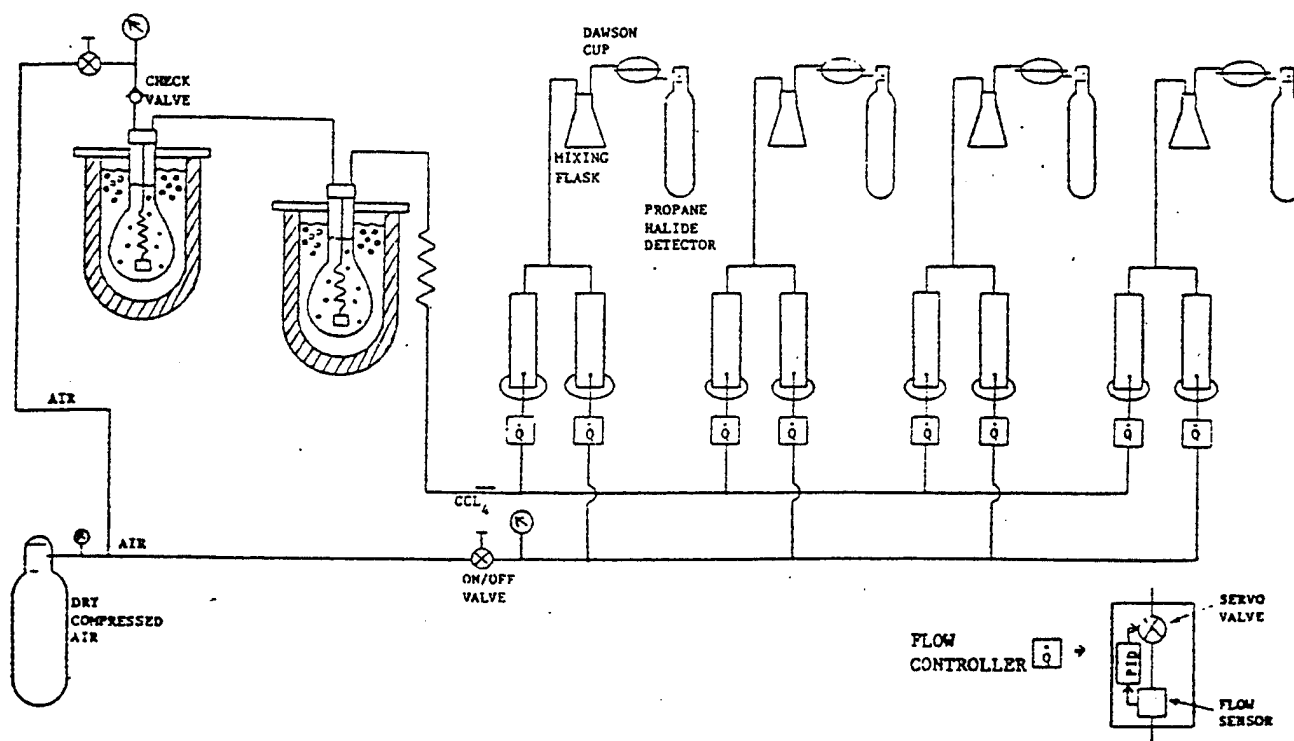 DAWSON
CUP
CHECK
VALVE
MIXING
FLASK
PROPANE
HALIDE
DETECTOR
Q Q Q Q Q Q Q Q
AIR
CCL4
AIR
ON/OFF
VALVE
DRY
COMPRESSED
AIR
FLOW
CONTROLLER Q
SERVO
VALVE
PID
FLOW
SENSOR